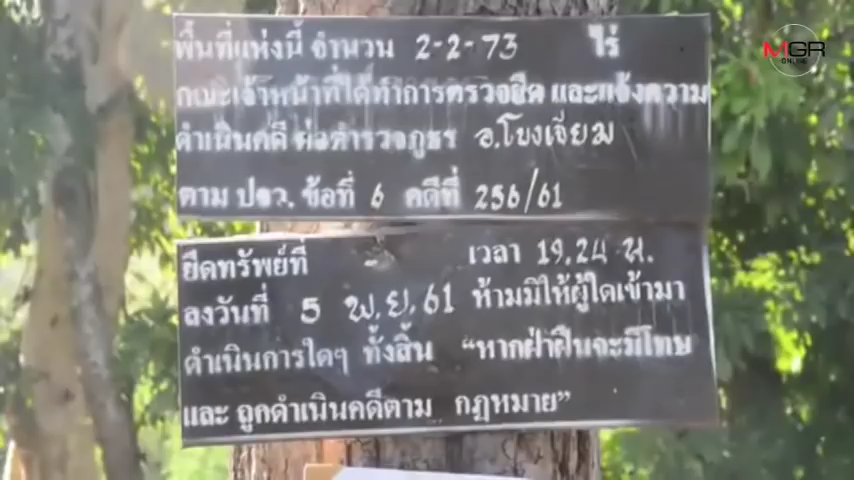 MGR
ONLINE
พื้นที่แห่งนี้ จำนวน 2-2-73 ไร่
คณะเจ้าหน้าที่ได้ทำการตรวจยึด และแจ้งความ
ดำเนินคดี ต่อตำรวจภูธร อ.โขงเจียม
ตาม ปจว. ข้อที่ 6 คดีที่ 256/61
ยึดทรัพย์ที่ เวลา 19.24 น.
ลงวันที่ 5 พ.ย.61 ห้ามมิให้ผู้ใดเข้ามา
ดำเนินการใดๆ ทั้งสิ้น "หากฝ่าฝืนจะมีโทษ
และ ถูกดำเนินคดีตาม กฎหมาย"